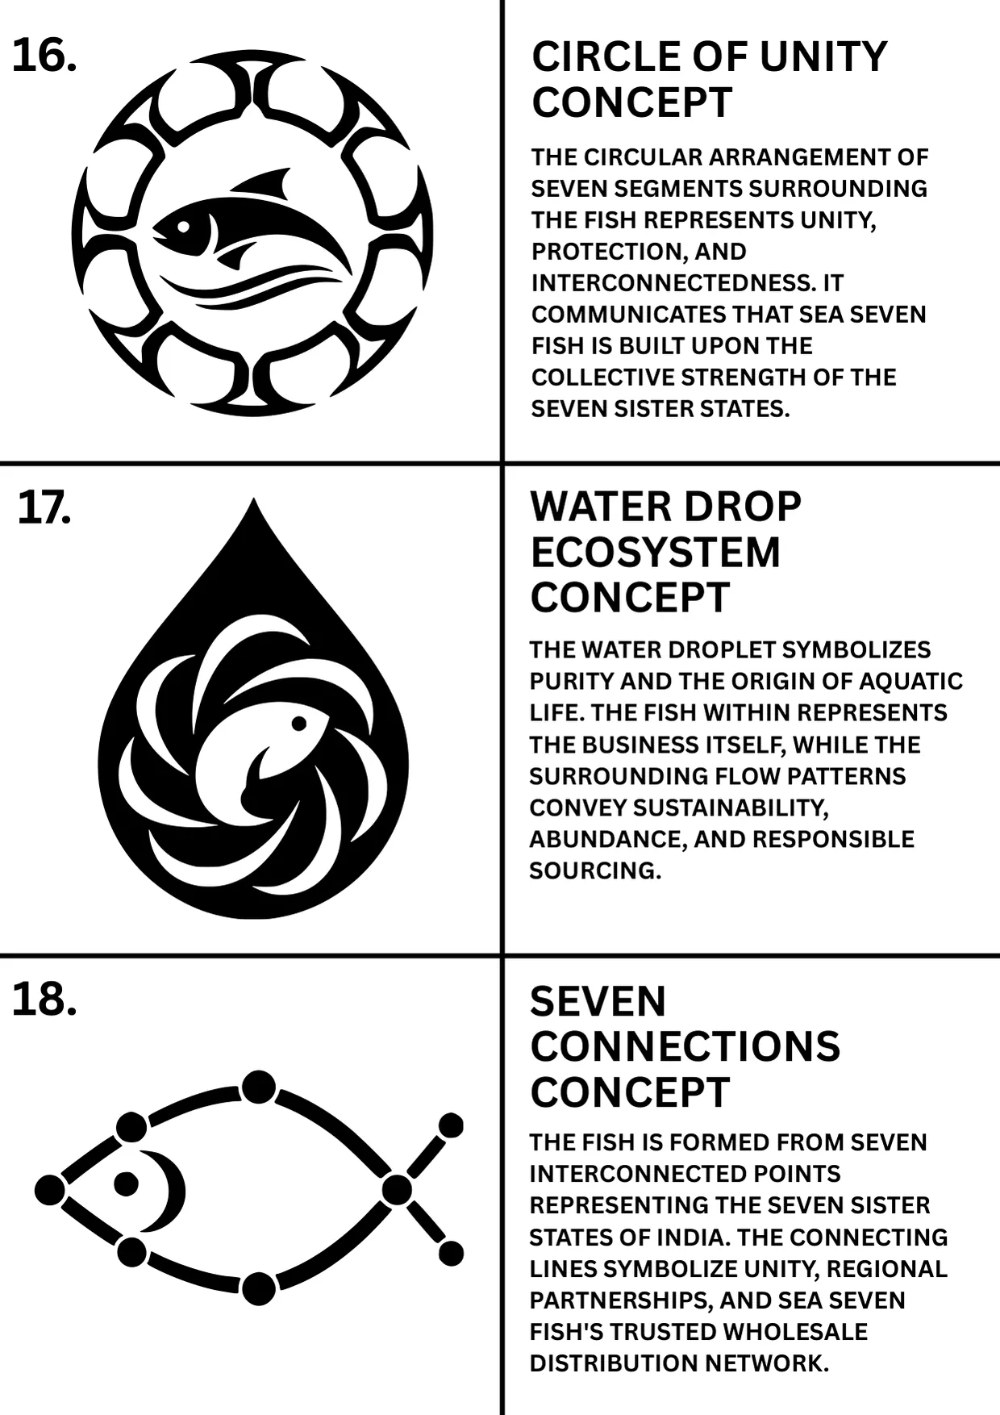 16.
CIRCLE OF UNITY
CONCEPT
THE CIRCULAR ARRANGEMENT OF
SEVEN SEGMENTS SURROUNDING
THE FISH REPRESENTS UNITY,
PROTECTION, AND
INTERCONNECTEDNESS. IT
COMMUNICATES THAT SEA SEVEN
FISH IS BUILT UPON THE
COLLECTIVE STRENGTH OF THE
SEVEN SISTER STATES.
17.
WATER DROP
ECOSYSTEM
CONCEPT
THE WATER DROPLET SYMBOLIZES
PURITY AND THE ORIGIN OF AQUATIC
LIFE. THE FISH WITHIN REPRESENTS
THE BUSINESS ITSELF, WHILE THE
SURROUNDING FLOW PATTERNS
CONVEY SUSTAINABILITY,
ABUNDANCE, AND RESPONSIBLE
SOURCING.
18.
SEVEN
CONNECTIONS
CONCEPT
THE FISH IS FORMED FROM SEVEN
INTERCONNECTED POINTS
REPRESENTING THE SEVEN SISTER
STATES OF INDIA. THE CONNECTING
LINES SYMBOLIZE UNITY, REGIONAL
PARTNERSHIPS, AND SEA SEVEN
FISH'S TRUSTED WHOLESALE
DISTRIBUTION NETWORK.